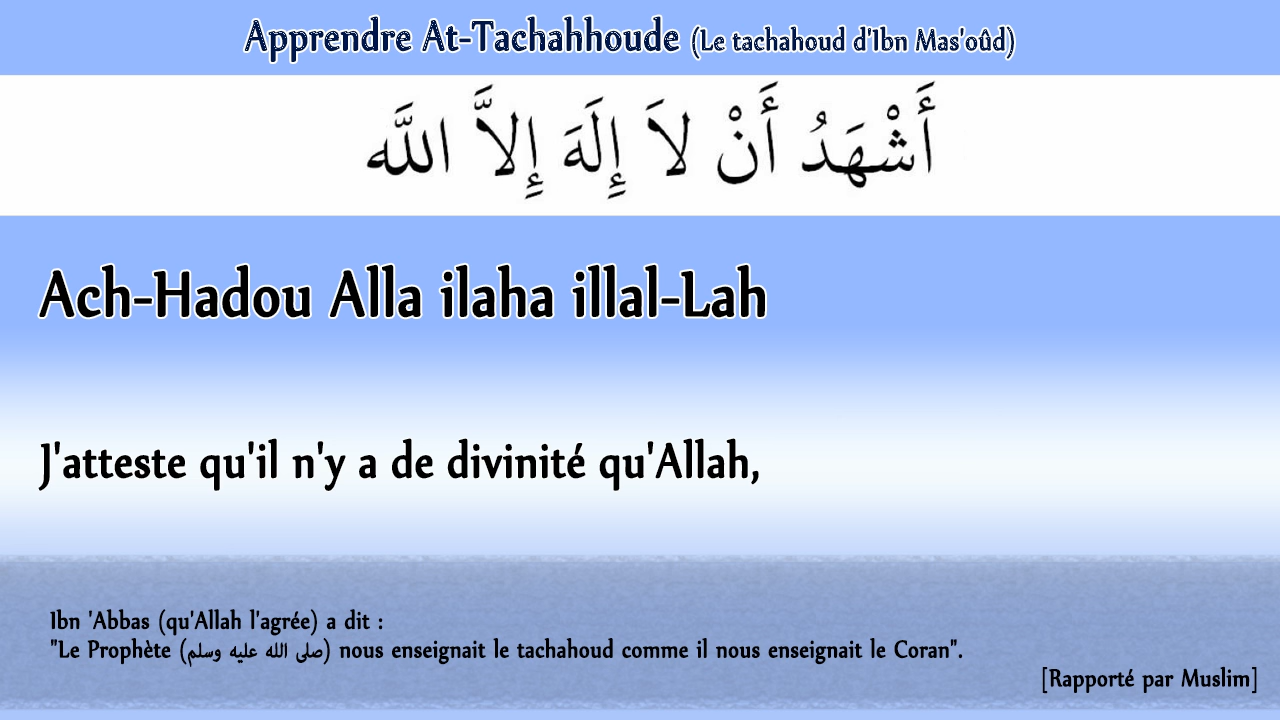 Apprendre At-Tachahhoude (Le tachahoud d'Ibn Mas'oûd)
أَشْهَدُ أَنْ لاَ إِلَهَ إِلاَّ اللَّه
Ach-Hadou Alla ilaha illal-Lah
J'atteste qu'il n'y a de divinité qu'Allah,
Ibn 'Abbas (qu'Allah l'agrée) a dit :
"Le Prophète (صلى الله عليه وسلم) nous enseignait le tachahoud comme il nous enseignait le Coran".
[Rapporté par Muslim]